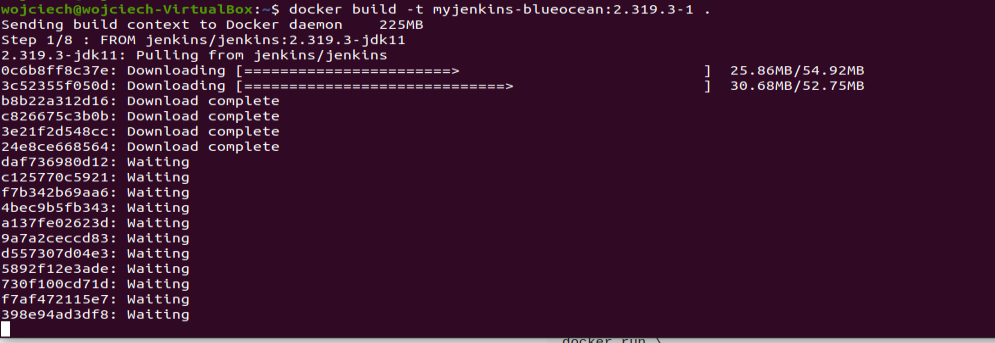 wojciech@wojciech-VirtualBox:~$ docker build -t myjenkins-blueocean:2.319.3-1 .
Sending build context to Docker daemon    225MB
Step 1/8 : FROM jenkins/jenkins:2.319.3-jdk11
2.319.3-jdk11: Pulling from jenkins/jenkins
0c6b8ff8c37e: Downloading [=======================>                           ]  25.86MB/54.92MB
3c52355f050d: Downloading [=============================>                     ]  30.68MB/52.75MB
b8b22a312d16: Download complete
c826675c3b0b: Download complete
3e21f2d548cc: Download complete
24e8ce668564: Download complete
daf736980d12: Waiting
c125770c5921: Waiting
f7b342b69aa6: Waiting
4bec9b5fb343: Waiting
a137fe02623d: Waiting
9a7a2ceccd83: Waiting
d557307d04e3: Waiting
5892f12e3ade: Waiting
730f100cd71d: Waiting
f7af472115e7: Waiting
398e94ad3df8: Waiting
docker run \